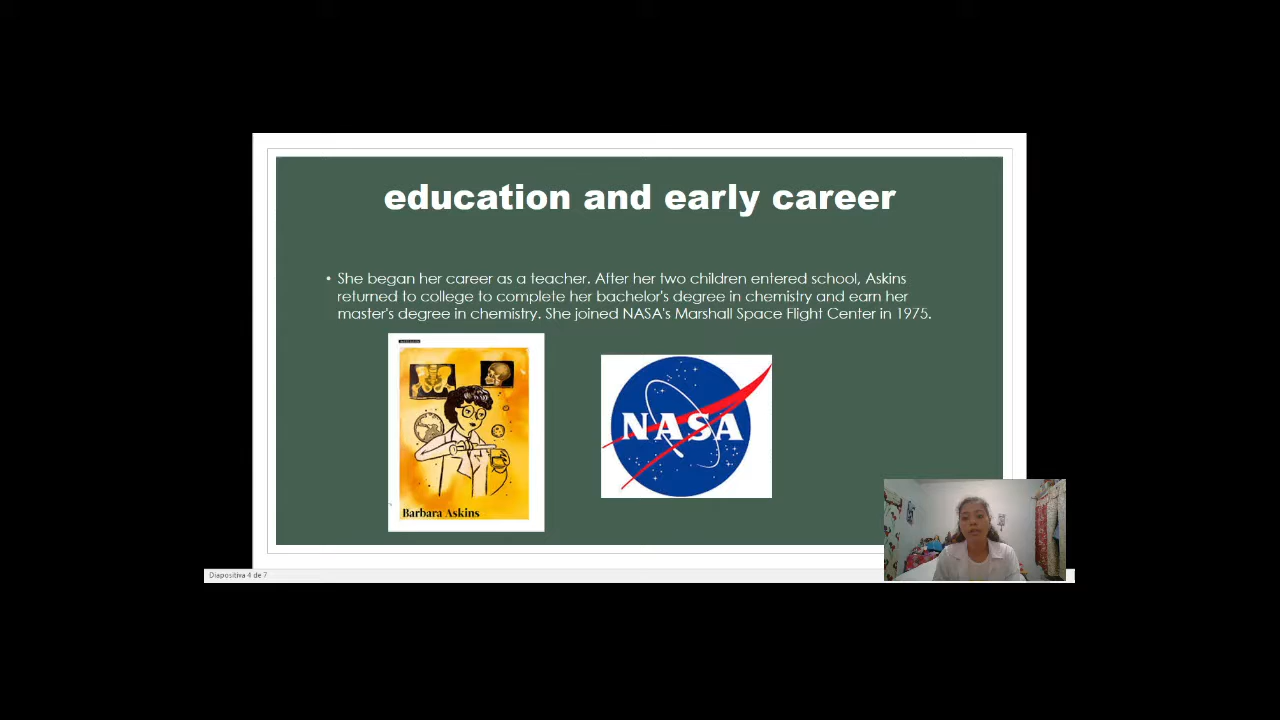 education and early career
• She began her career as a teacher. After her two children entered school, Askins
returned to college to complete her bachelor's degree in chemistry and earn her
master's degree in chemistry. She joined NASA's Marshall Space Flight Center in 1975.
NASA
Barbara Askins
Diapositiva 4 de 7